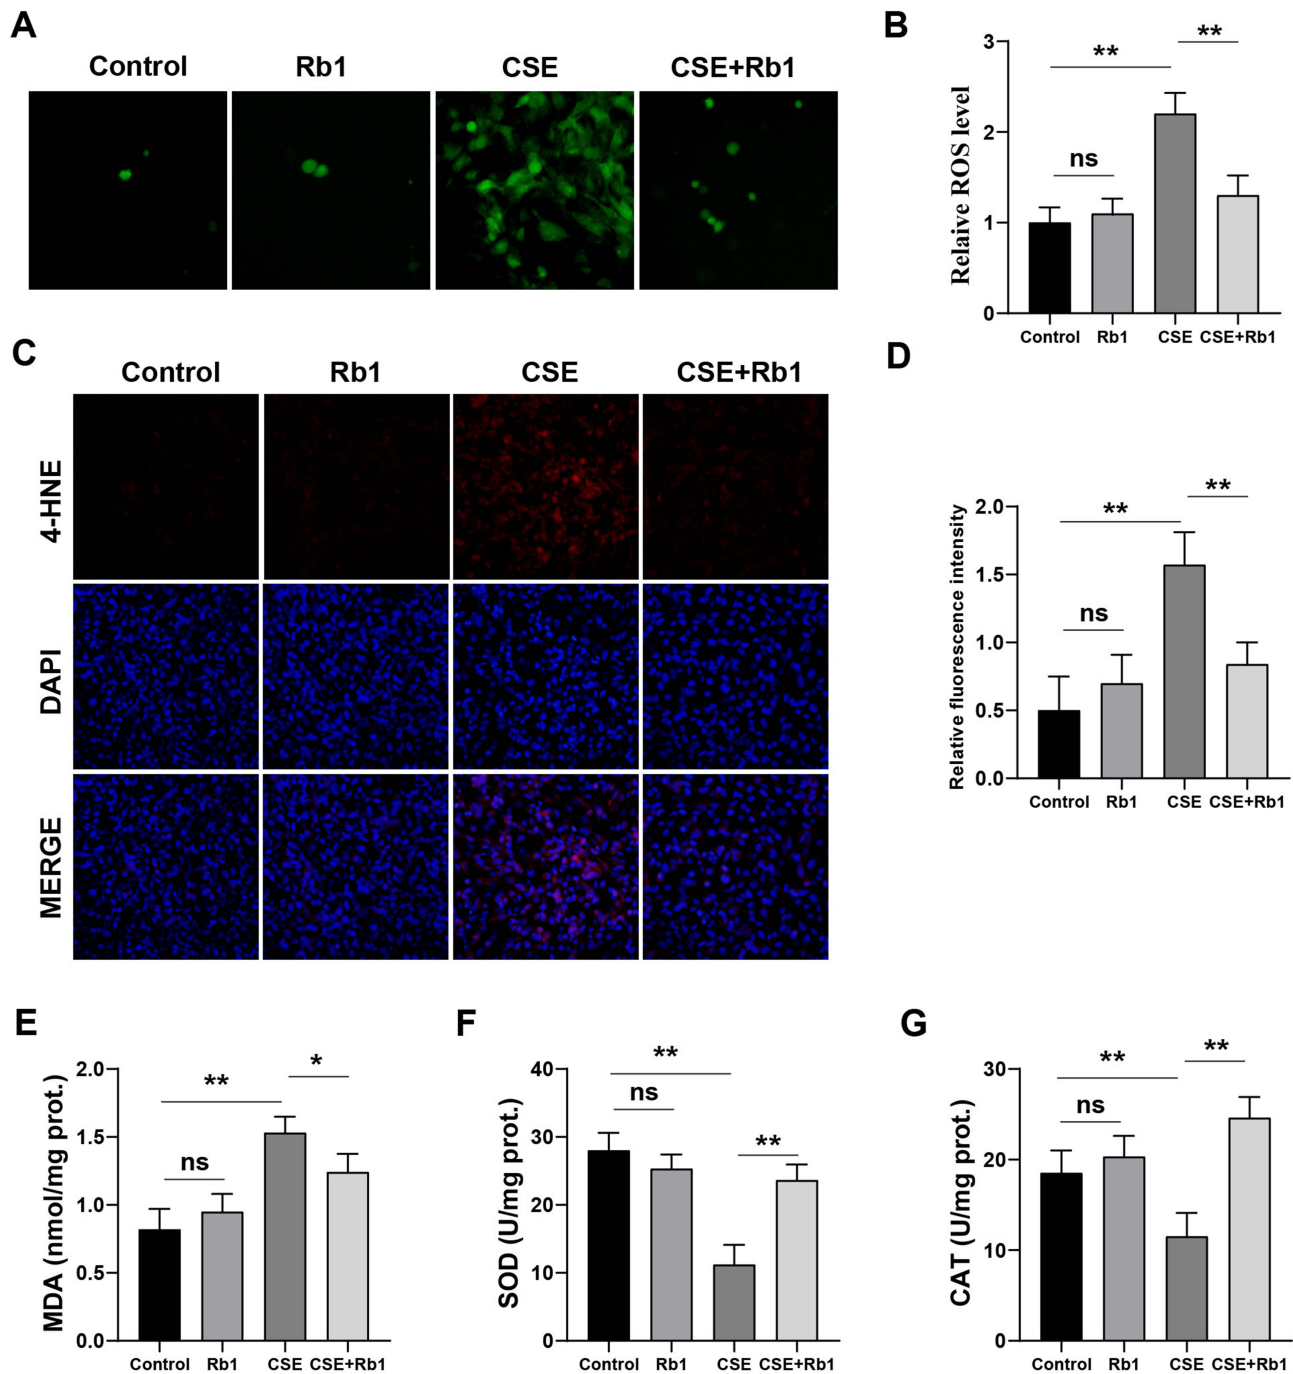 A
Control Rb1 CSE CSE+Rb1
B
Relaive ROS level
3
2
1
0
**
**
ns
Control Rb1 CSE CSE+Rb1
C
Control Rb1 CSE CSE+Rb1
4-HNE
DAPI
MERGE
D
Relative fluorescence intensity
2.0
1.5
1.0
0.5
0.0
**
**
ns
Control Rb1 CSE CSE+Rb1
E
MDA (nmol/mg prot.)
2.0
1.5
1.0
0.5
0.0
*
**
ns
Control Rb1 CSE CSE+Rb1
F
SOD (U/mg prot.)
40
30
20
10
0
**
ns
**
Control Rb1 CSE CSE+Rb1
G
CAT (U/mg prot.)
30
20
10
0
**
**
ns
Control Rb1 CSE CSE+Rb1